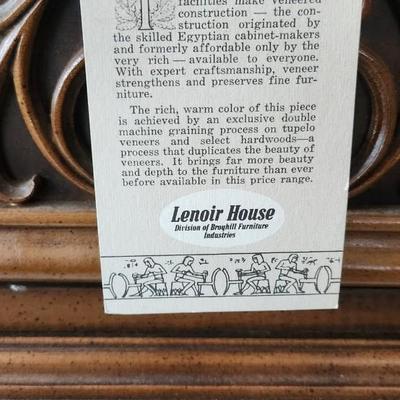 facilities make veneered
construction — the con-
struction originated by
the skilled Egyptian cabinet-makers
and formerly affordable only by the
very rich — available to everyone.
With expert craftsmanship, veneer
strengthens and preserves fine fur-
niture.
The rich, warm color of this piece
is achieved by an exclusive double
machine graining process on tupelo
veneers and select hardwoods—a
process that duplicates the beauty of
veneers. It brings far more beauty
and depth to the furniture than ever
before available in this price range.
Lenoir House
Division of Broyhill Furniture
Industries